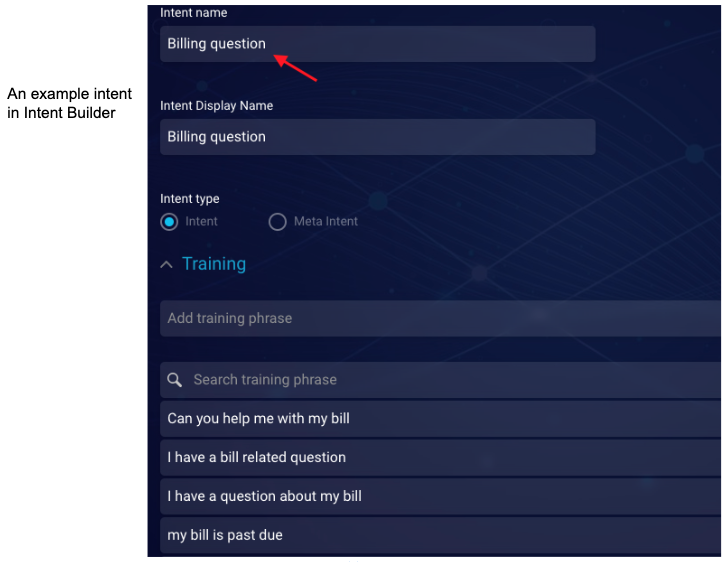 An example intent
in Intent Builder
Intent name
Billing question
Intent Display Name
Billing question
Intent type
Intent
Meta Intent
Training
Add training phrase
Search training phrase
Can you help me with my bill
I have a bill related question
I have a question about my bill
my bill is past due